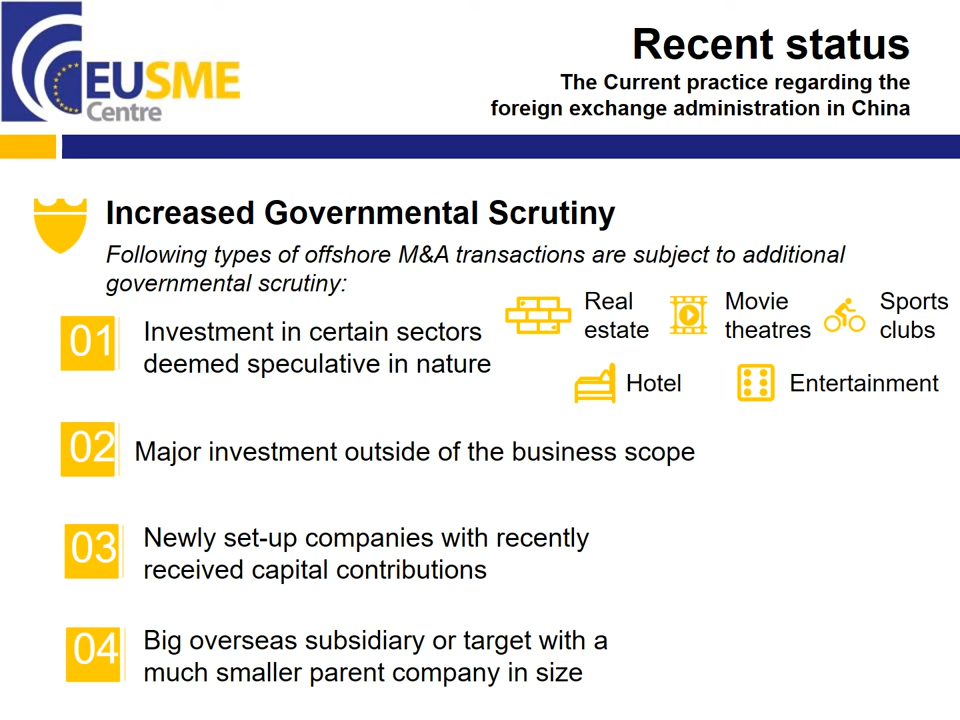 EUSME
Centre
Recent status
The Current practice regarding the
foreign exchange administration in China
Increased Governmental Scrutiny
Following types of offshore M&A transactions are subject to additional
governmental scrutiny:
01
Investment in certain sectors
deemed speculative in nature
Real
estate
Movie
theatres
Sports
clubs
Hotel
Entertainment
02
Major investment outside of the business scope
03
Newly set-up companies with recently
received capital contributions
04
Big overseas subsidiary or target with a
much smaller parent company in size